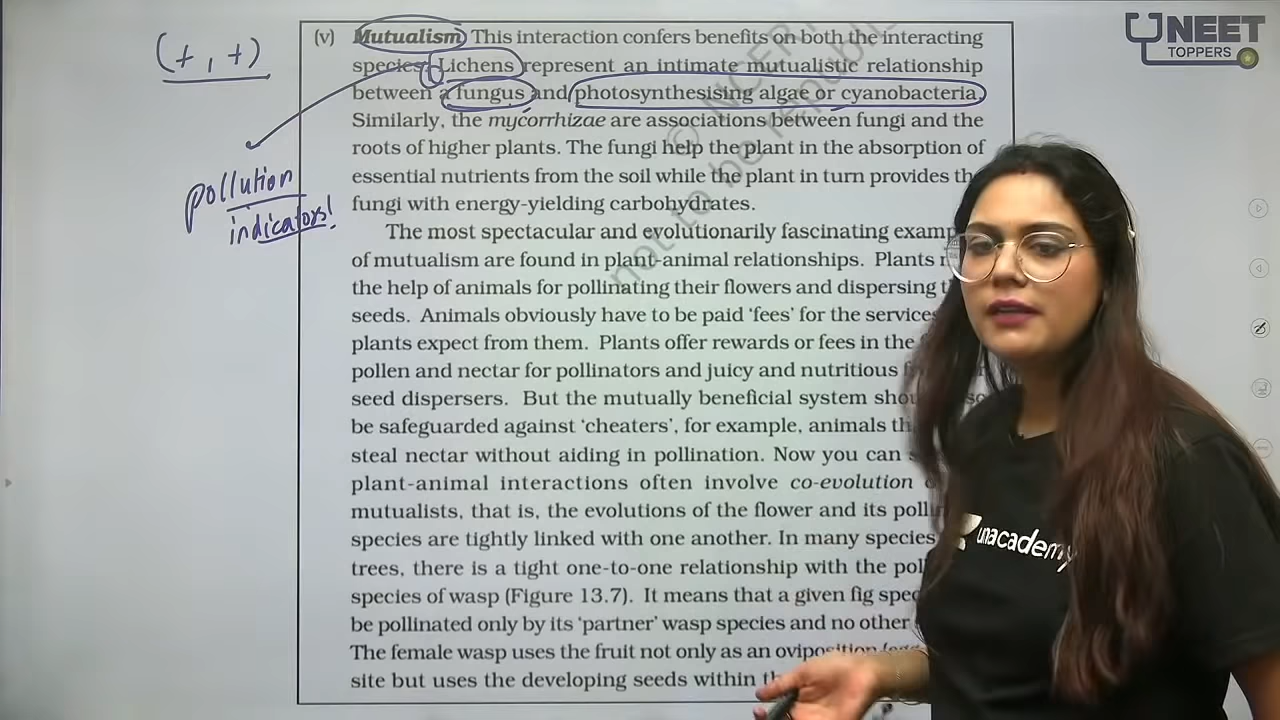 (+, +)
pollution
indicators!
(v) Mutualism: This interaction confers benefits on both the interacting
species. Lichens represent an intimate mutualistic relationship
between a fungus and photosynthesising algae or cyanobacteria.
Similarly, the mycorrhizae are associations between fungi and the
roots of higher plants. The fungi help the plant in the absorption of
essential nutrients from the soil while the plant in turn provides the
fungi with energy-yielding carbohydrates.
The most spectacular and evolutionarily fascinating
of mutualism are found in plant-animal relationships. Plants
the help of animals for pollinating their flowers and dispersing
seeds. Animals obviously have to be paid ‘fees’ for the services
plants expect from them. Plants offer rewards or fees in the
pollen and nectar for pollinators and juicy and nutritious
seed dispersers. But the mutually beneficial system
be safeguarded against ‘cheaters’, for example, animals
steal nectar without aiding in pollination. Now you can
plant-animal interactions often involve co-evolution
mutualists, that is, the evolutions of the flower and its
species are tightly linked with one another. In many species
trees, there is a tight one-to-one relationship with the
species of wasp (Figure 13.7). It means that a given fig
be pollinated only by its ‘partner’ wasp species and no other
The female wasp uses the fruit not only as an oviposition
site but uses the developing seeds within
© NCERT
not to be republi
UNEET
TOPPERS
unacademy